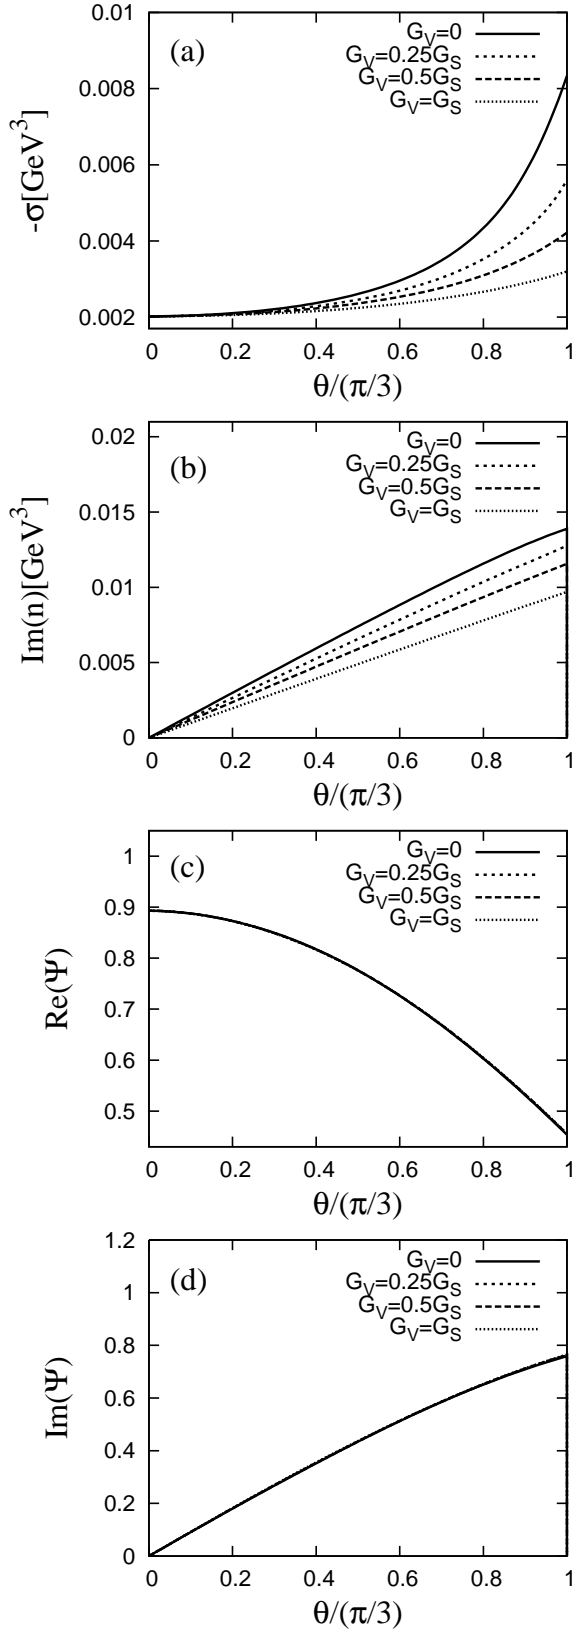 0.01
0.008
0.006
0.004
0.002
-σ[GeV³]
(a)
G_V=0
G_V=0.25G_S
G_V=0.5G_S
G_V=G_S
0 0.2 0.4 0.6 0.8 1
θ/(π/3)
0.02
0.015
0.01
0.005
0
Im(n)[GeV³]
(b)
G_V=0
G_V=0.25G_S
G_V=0.5G_S
G_V=G_S
0 0.2 0.4 0.6 0.8 1
θ/(π/3)
1
0.9
0.8
0.7
0.6
0.5
Re(Ψ)
(c)
G_V=0
G_V=0.25G_S
G_V=0.5G_S
G_V=G_S
0 0.2 0.4 0.6 0.8 1
θ/(π/3)
1.2
1
0.8
0.6
0.4
0.2
0
Im(Ψ)
(d)
G_V=0
G_V=0.25G_S
G_V=0.5G_S
G_V=G_S
0 0.2 0.4 0.6 0.8 1
θ/(π/3)